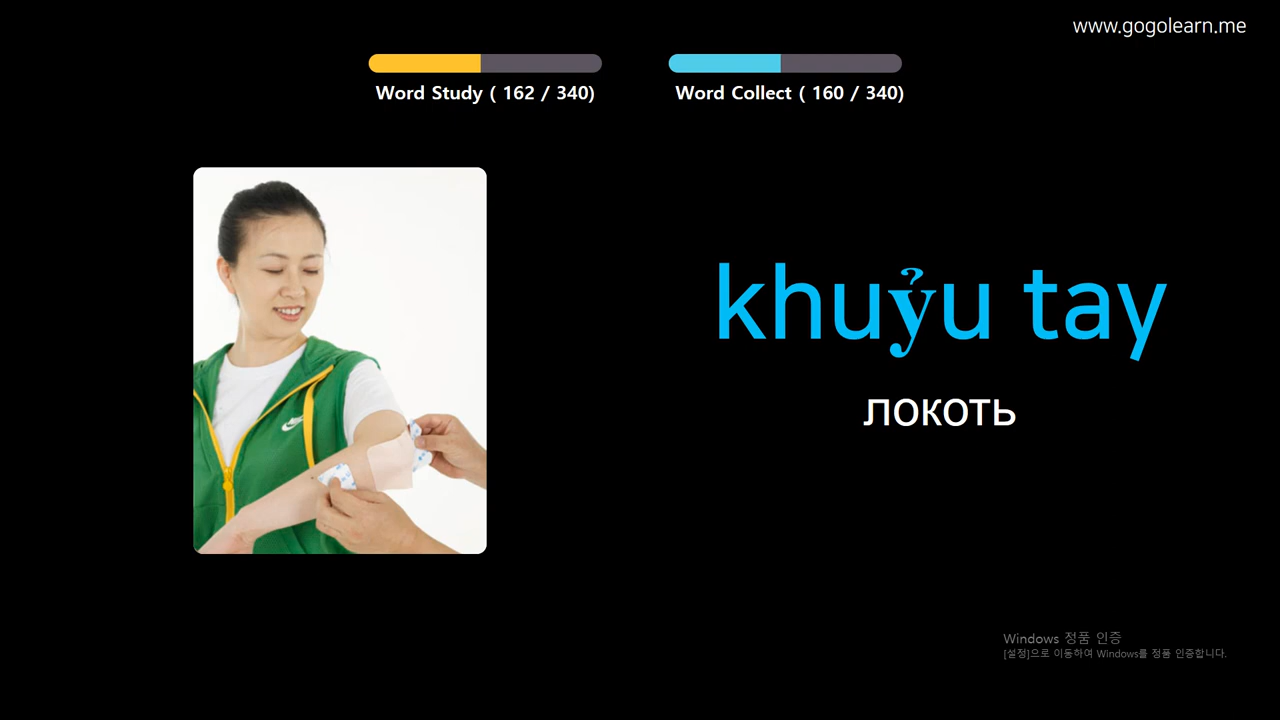 www.gogolearn.me
Word Study ( 162 / 340)
Word Collect ( 160 / 340)
khuỷu tay
локоть
Windows 정품 인증
[설정]으로 이동하여 Windows를 정품 인증합니다.